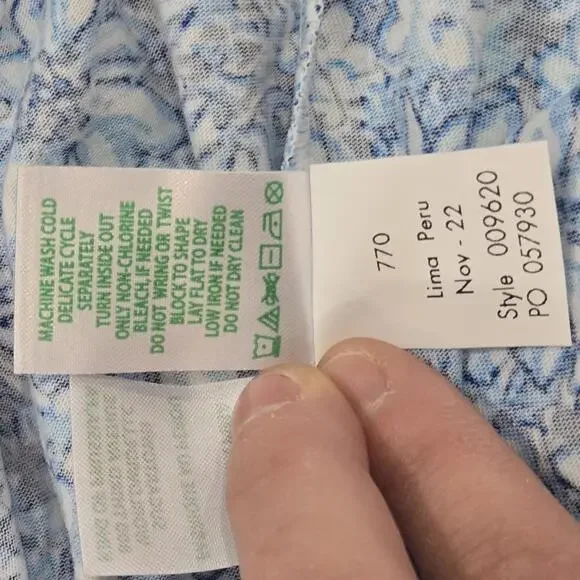 MACHINE WASH COLD
DELICATE CYCLE
SEPARATELY
TURN INSIDE OUT
ONLY NON-CHLORINE
BLEACH, IF NEEDED
DO NOT WRING OR TWIST
BLOCK TO SHAPE
LAY FLAT TO DRY
LOW IRON IF NEEDED
DO NOT DRY CLEAN
770
Lima Peru
Nov - 22
Style 009620
PO 057930